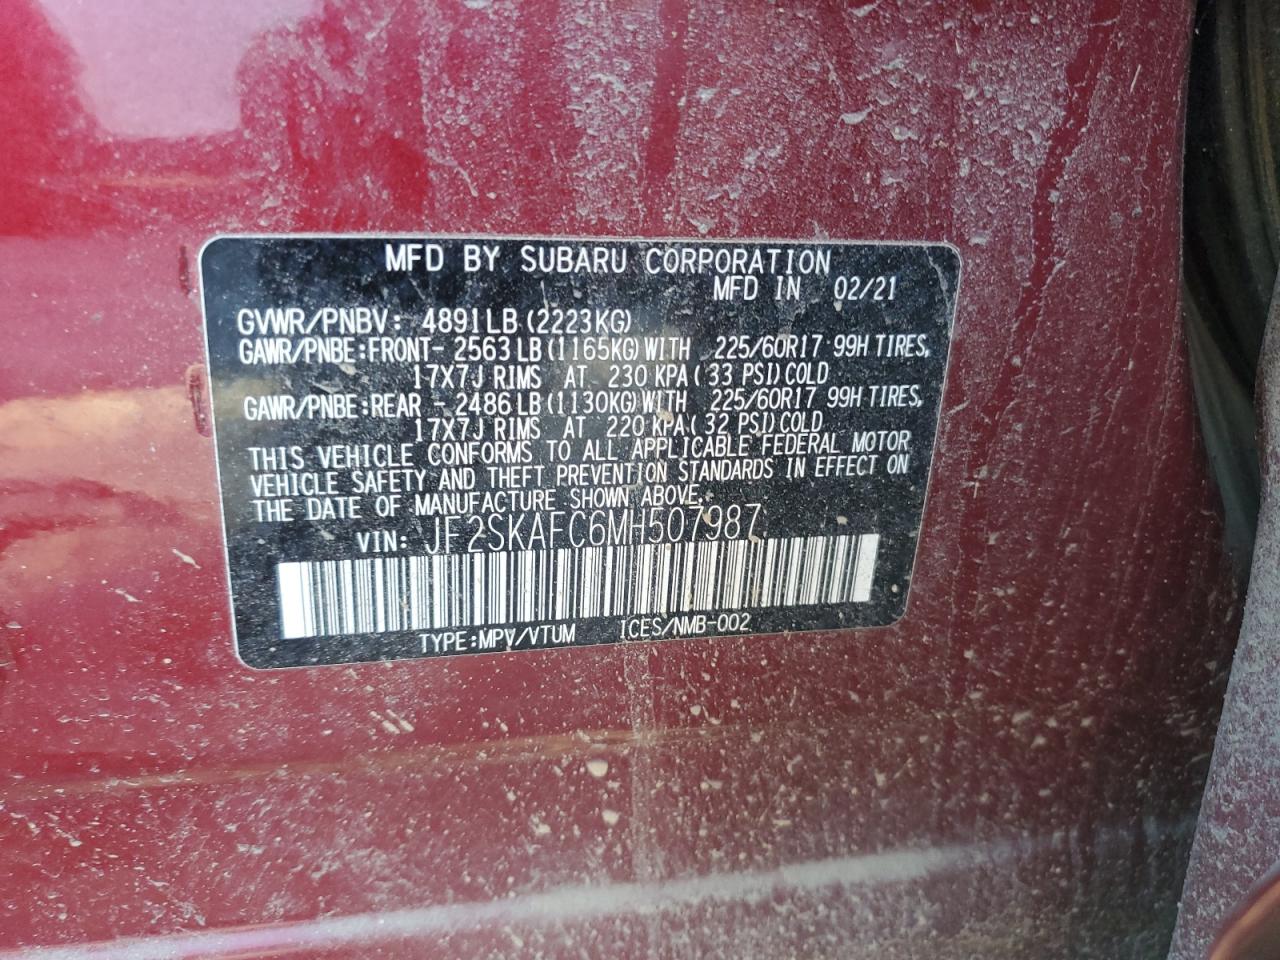 MFD BY SUBARU CORPORATION
MFD IN 02/21
GVWR/PNBV: 4891LB(2223KG)
GAWR/PNBE:FRONT- 2563LB(1165KG)WITH 225/60R17 99H TIRES,
17X7J RIMS AT 230 KPA(33 PSI)COLD
GAWR/PNBE:REAR - 2486LB(1130KG)WITH 225/60R17 99H TIRES,
17X7J RIMS AT 220 KPA(32 PSI)COLD
THIS VEHICLE CONFORMS TO ALL APPLICABLE FEDERAL MOTOR
VEHICLE SAFETY AND THEFT PREVENTION STANDARDS IN EFFECT ON
THE DATE OF MANUFACTURE SHOWN ABOVE.
VIN: JF2SKAFC6MH507987
TYPE:MPV/VTUM ICES/NMB-002